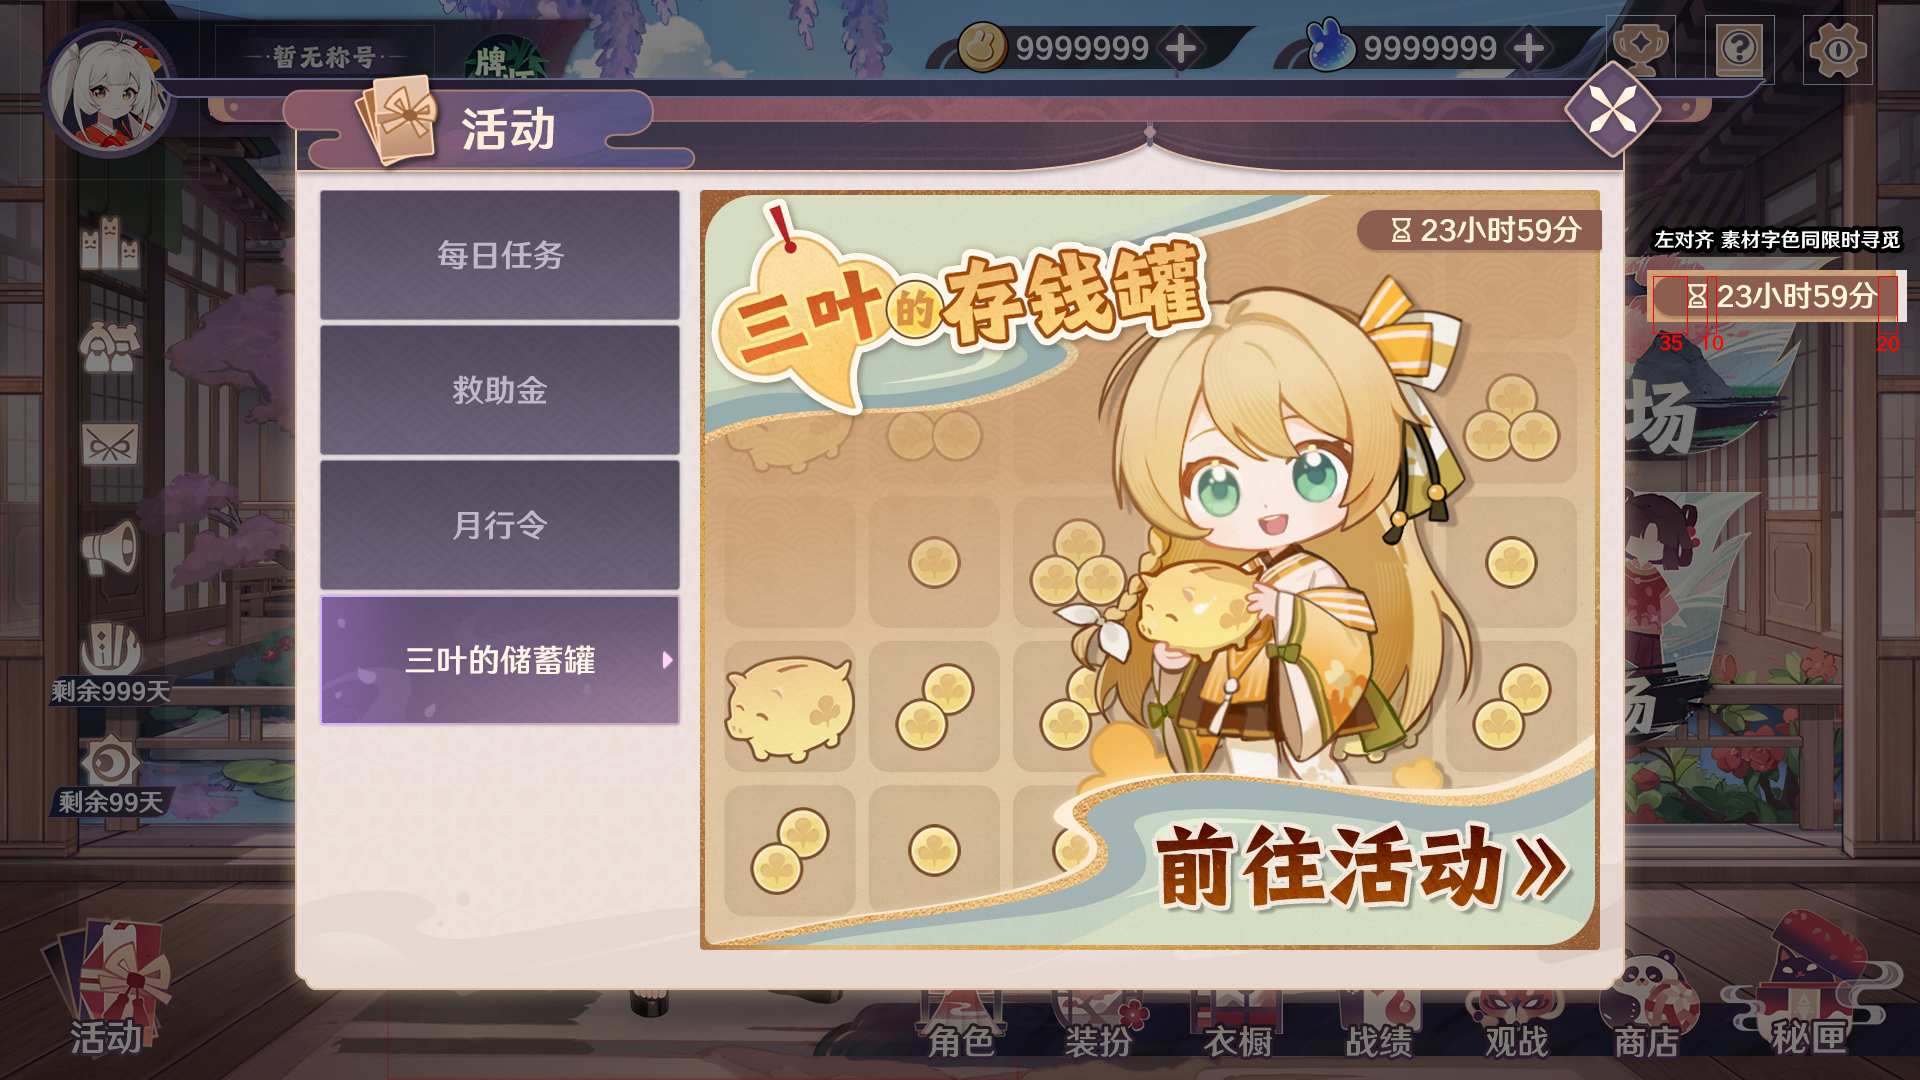 暂无称号
牌
9999999
9999999
活动
每日任务
救助金
月行令
三叶的储蓄罐
23小时59分
三叶的存钱罐
前往活动
左对齐 素材字色同限时寻觅
23小时59分
35 10 20
场
场
剩余999天
剩余99天
活动
角色
装扮
衣橱
战绩
观战
商店
秘匣